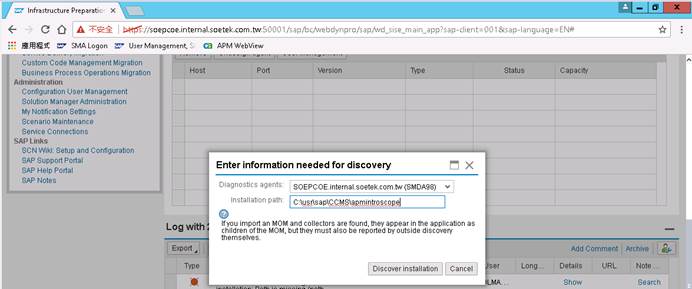 Infrastructure Preparation
不安全
https://soepcoe.internal.soetek.com.tw:50001/sap/bc/webdynpro/sap/wd_sise_main_app?sap-client=001&sap-language=EN#
應用程式
SMA Logon
User Management, S
CA APM WebView
Custom Code Management Migration
Business Process Operations Migration
Administration
Configuration User Management
Solution Manager Administration
My Notification Settings
Scenario Maintenance
Service Connections
SAP Links
SCN Wiki: Setup and Configuration
SAP Support Portal
SAP Help Portal
SAP Notes
Host Port Version Type Status Capacity
Enter information needed for discovery
Diagnostics agents: SOEPCOE.internal.soetek.com.tw (SMDA98)
Installation path: C:\usr\sap\CCMS\apmintroscope
If you import an MOM and collectors are found, they appear in the application as
children of the MOM, but they must also be reported by outside discovery
themselves.
Discover installation Cancel
Log with 2
Export Add Comment Archive
Type User Long... Details URL Note ...
OLMA... Show Search